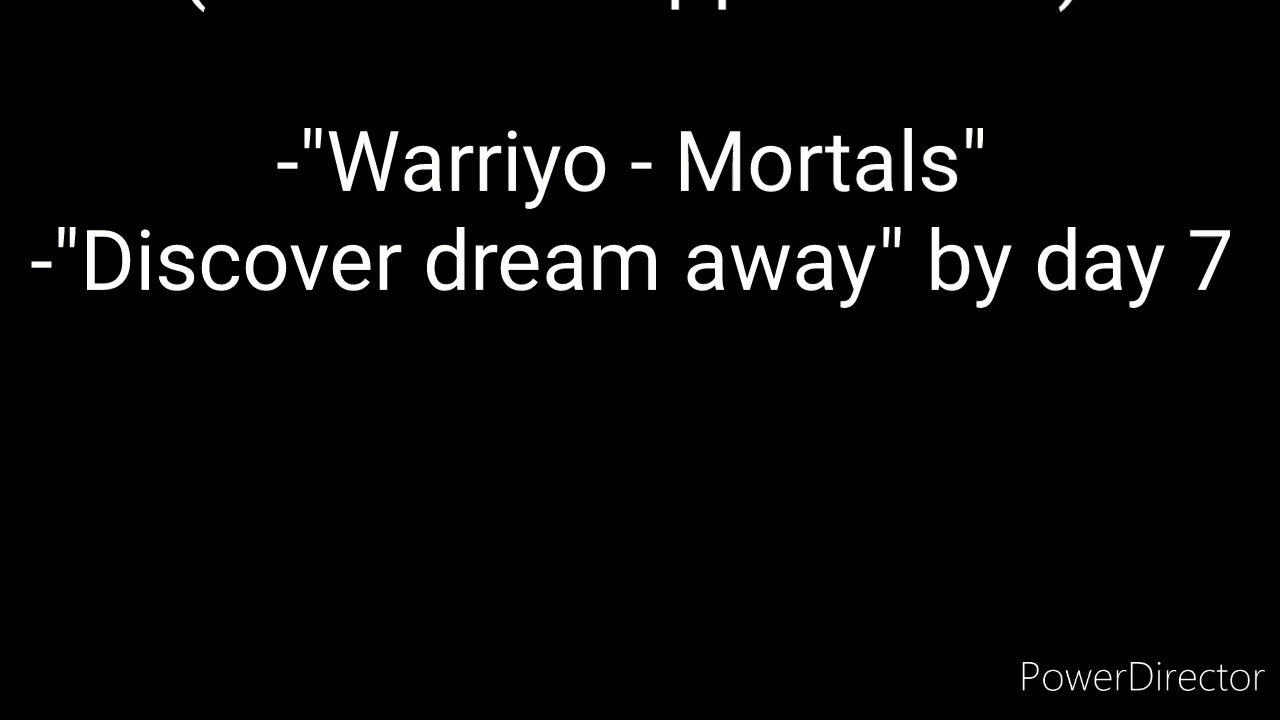 -"Warriyo - Mortals"
-"Discover dream away" by day 7
PowerDirector